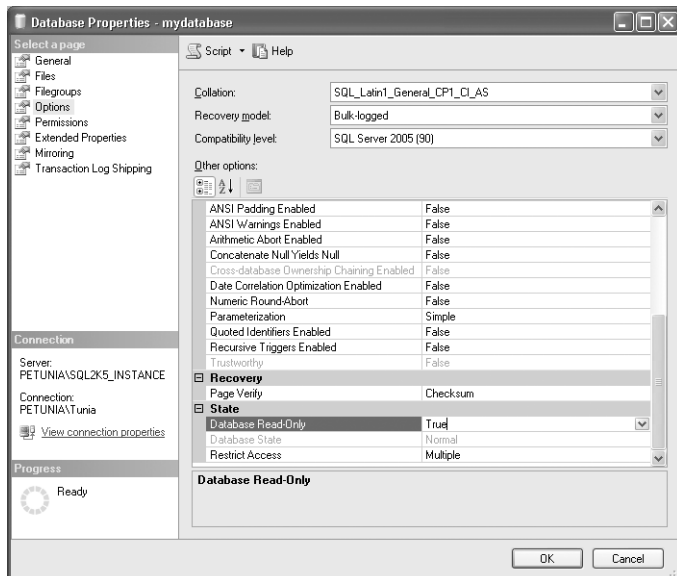 Database Properties - mydatabase
Select a page
General
Files
Filegroups
Options
Permissions
Extended Properties
Mirroring
Transaction Log Shipping
Connection
Server:
PETUNIA\SQL2K5_INSTANCE
Connection:
PETUNIA\Tunia
View connection properties
Progress
Ready
Script Help
Collation: SQL_Latin1_General_CP1_CI_AS
Recovery model: Bulk-logged
Compatibility level: SQL Server 2005 (90)
Other options:
ANSI Padding Enabled False
ANSI Warnings Enabled False
Arithmetic Abort Enabled False
Concatenate Null Yields Null False
Cross-database Ownership Chaining Enabled False
Date Correlation Optimization Enabled False
Numeric Round-Abort False
Parameterization Simple
Quoted Identifiers Enabled False
Recursive Triggers Enabled False
Trustworthy False
Recovery
Page Verify Checksum
State
Database Read-Only True
Database State Normal
Restrict Access Multiple
Database Read-Only
OK Cancel